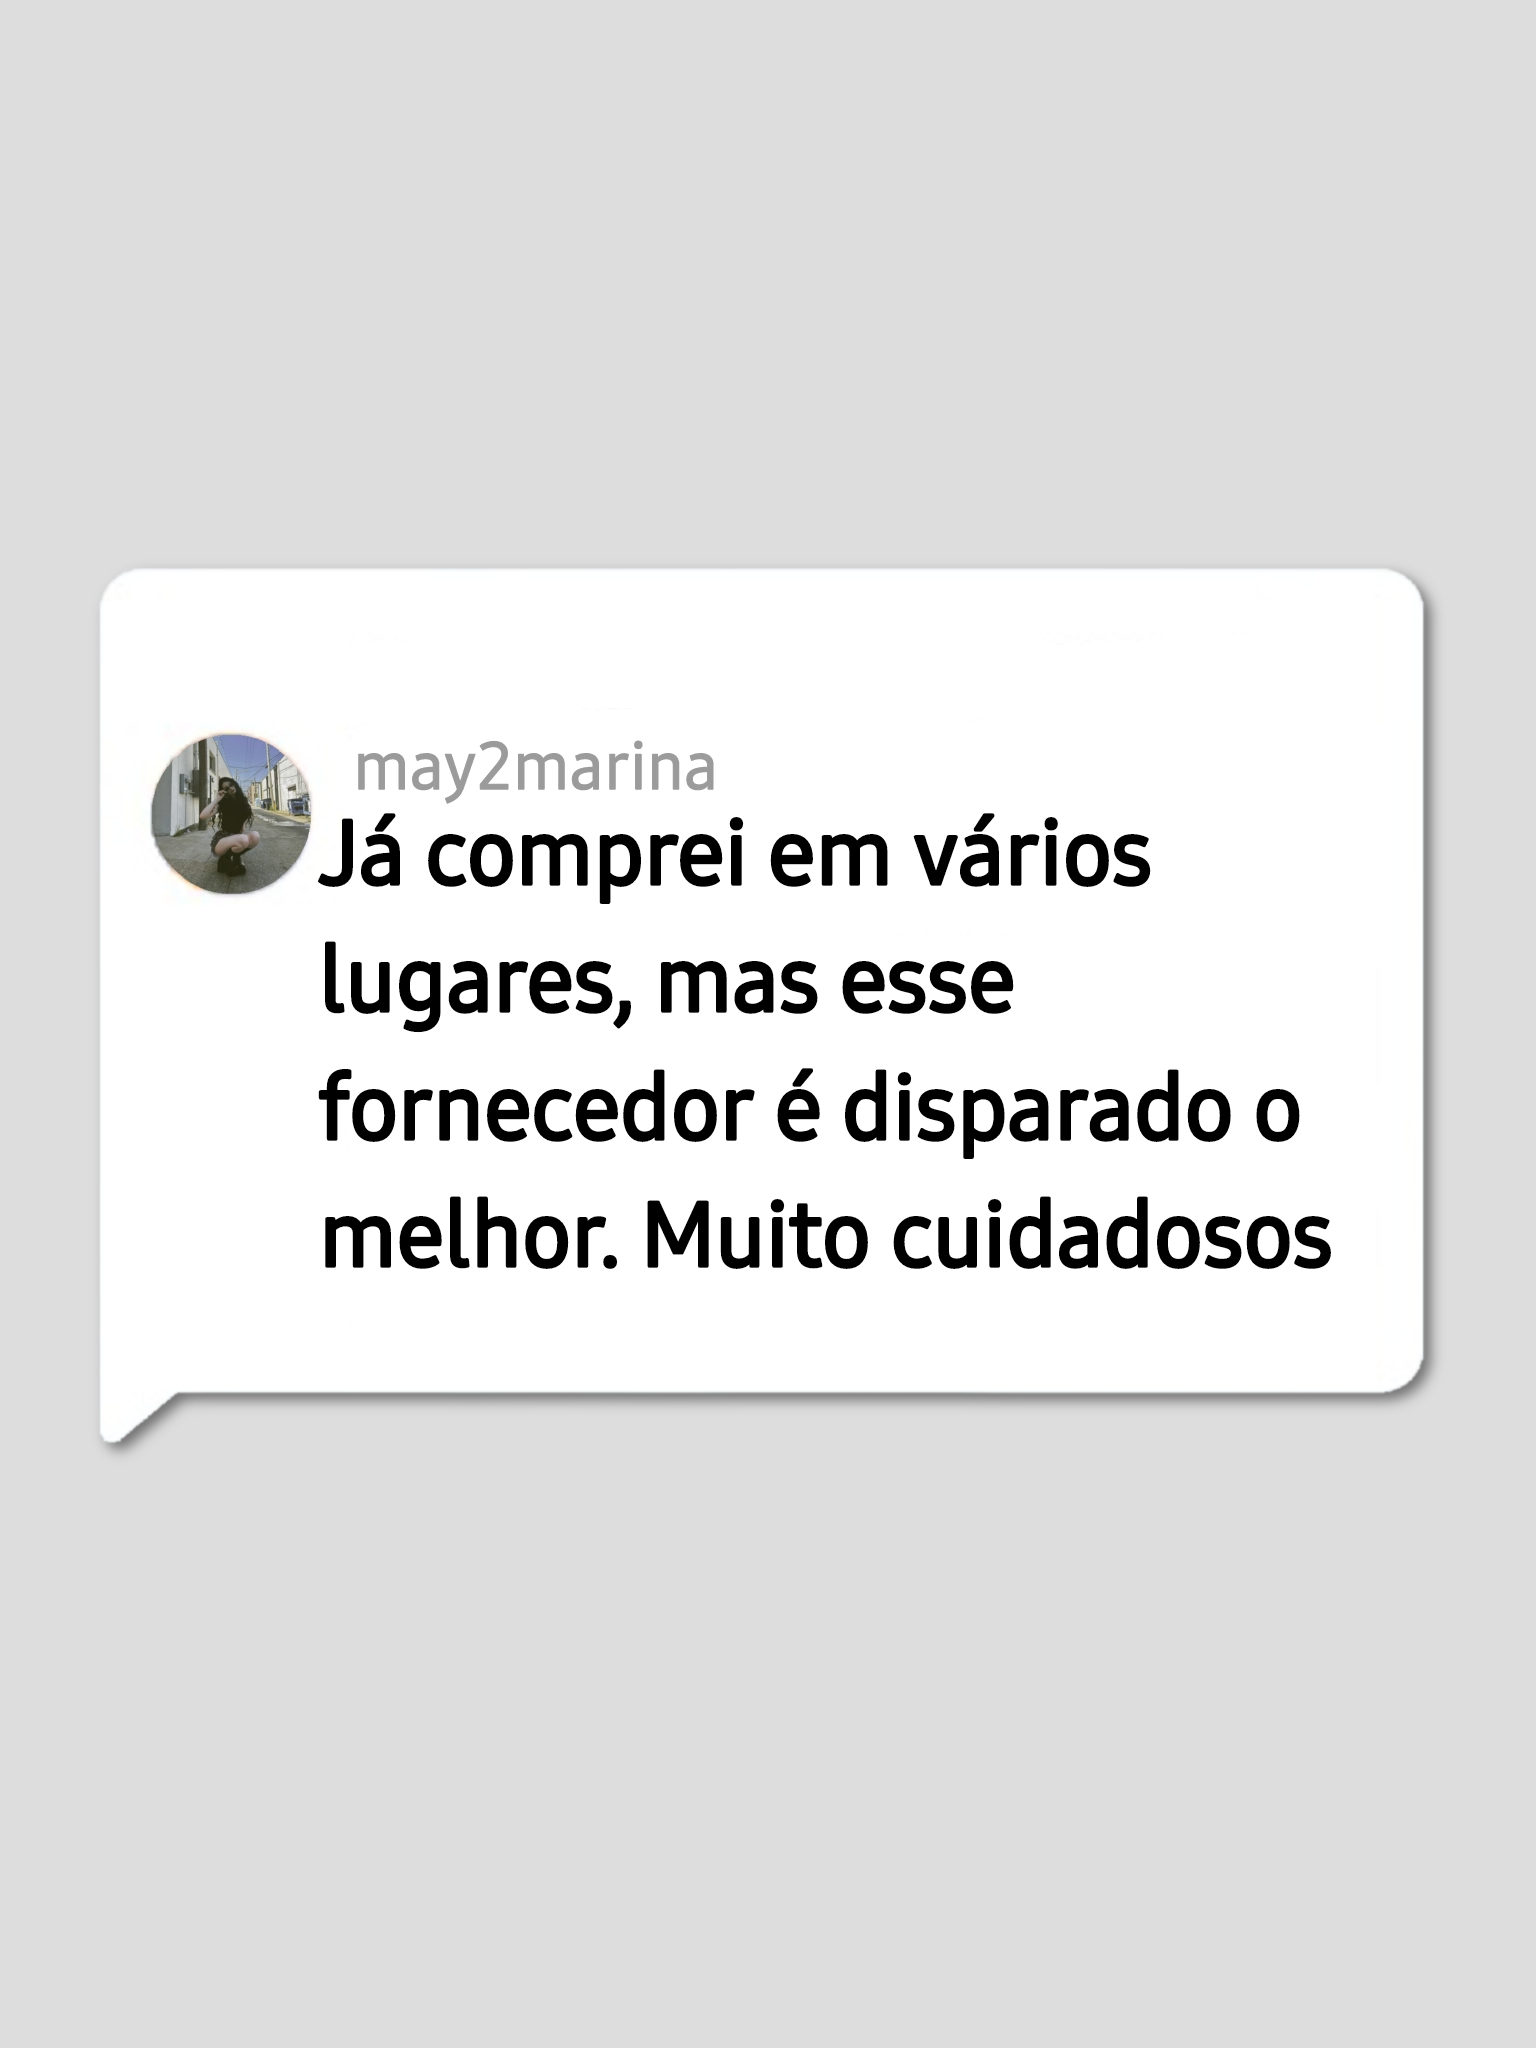 may2marina
Já comprei em vários
lugares, mas esse
fornecedor é disparado o
melhor. Muito cuidadosos